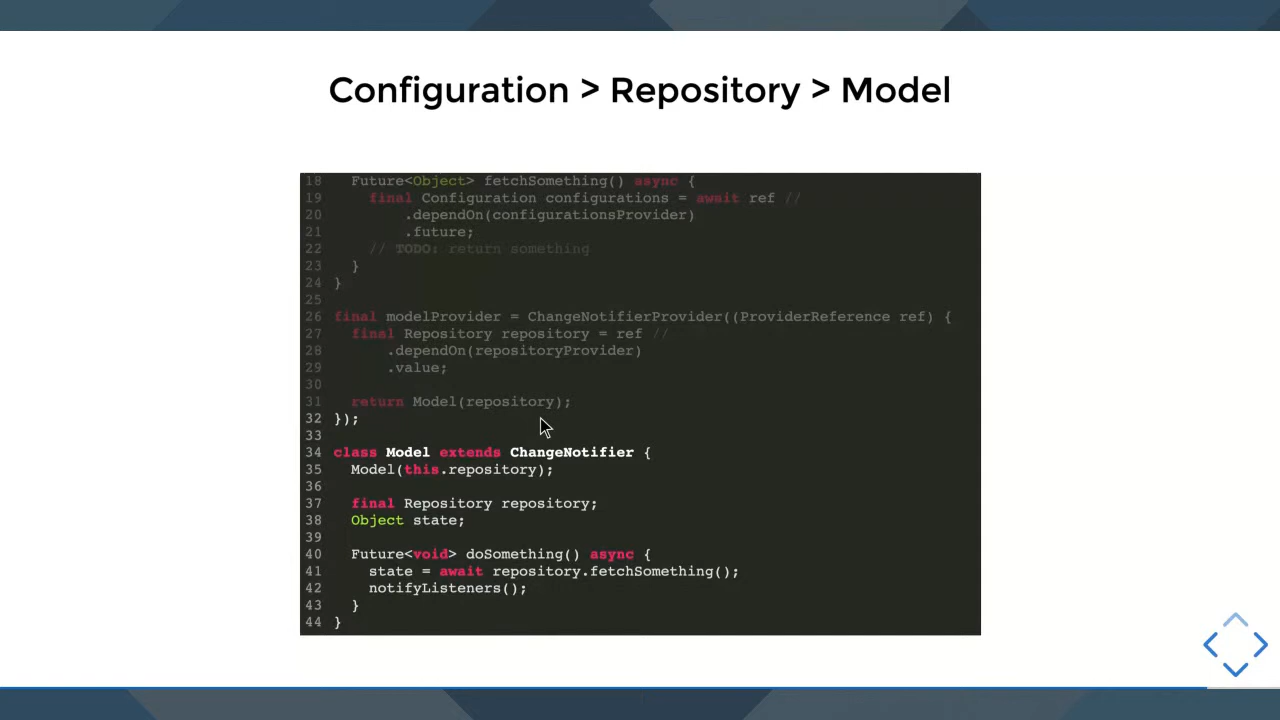 Configuration > Repository > Model
18 Future<Object> fetchSomething() async {
19 final Configuration configurations = await ref //
20 .dependOn(configurationsProvider)
21 .future;
22 // TODO: return something
23 }
24 }
25
26 final modelProvider = ChangeNotifierProvider((ProviderReference ref) {
27 final Repository repository = ref //
28 .dependOn(repositoryProvider)
29 .value;
30
31 return Model(repository);
32 });
33
34 class Model extends ChangeNotifier {
35 Model(this.repository);
36
37 final Repository repository;
38 Object state;
39
40 Future<void> doSomething() async {
41 state = await repository.fetchSomething();
42 notifyListeners();
43 }
44 }